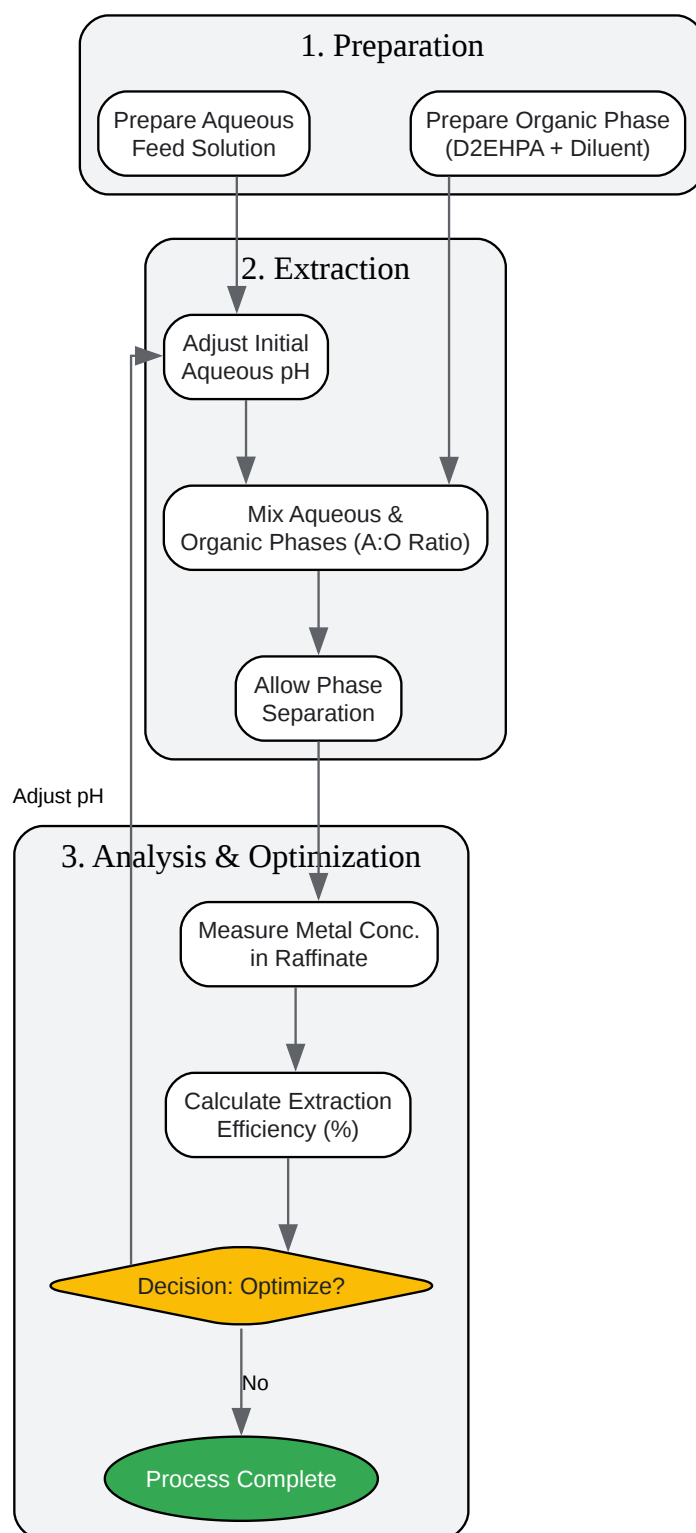 1. Preparation
Prepare Aqueous
Feed Solution
Prepare Organic Phase
(D2EHPA + Diluent)
2. Extraction
Adjust Initial
Aqueous pH
Mix Aqueous &
Organic Phases (A:O Ratio)
Allow Phase
Separation
Adjust pH
3. Analysis & Optimization
Measure Metal Conc.
in Raffinate
Calculate Extraction
Efficiency (%)
Decision: Optimize?
No
Process Complete